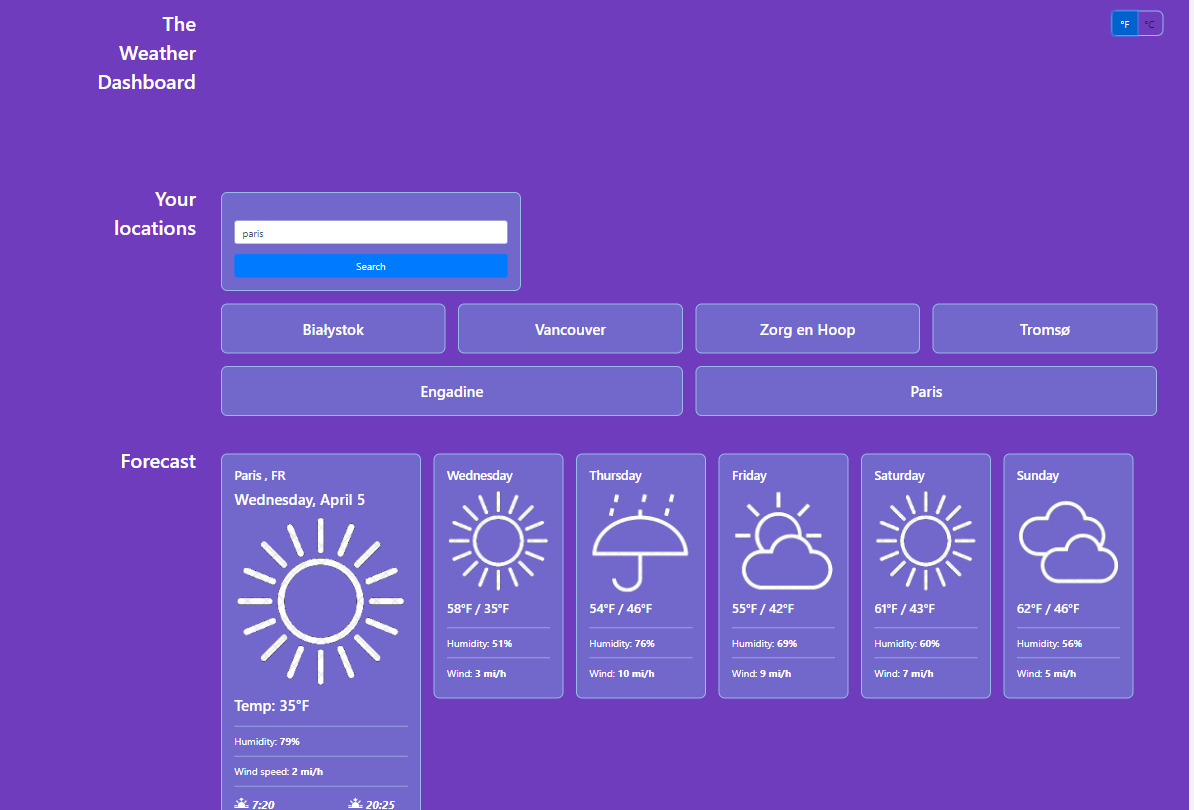 The
Weather
Dashboard
°F °C
Your
locations
paris
Search
Białystok
Vancouver
Zorg en Hoop
Tromsø
Engadine
Paris
Forecast
Paris , FR
Wednesday, April 5
Temp: 35°F
Humidity: 79%
Wind speed: 2 mi/h
7:20 20:25
Wednesday
58°F / 35°F
Humidity: 51%
Wind: 3 mi/h
Thursday
54°F / 46°F
Humidity: 76%
Wind: 10 mi/h
Friday
55°F / 42°F
Humidity: 69%
Wind: 9 mi/h
Saturday
61°F / 43°F
Humidity: 60%
Wind: 7 mi/h
Sunday
62°F / 46°F
Humidity: 56%
Wind: 5 mi/h